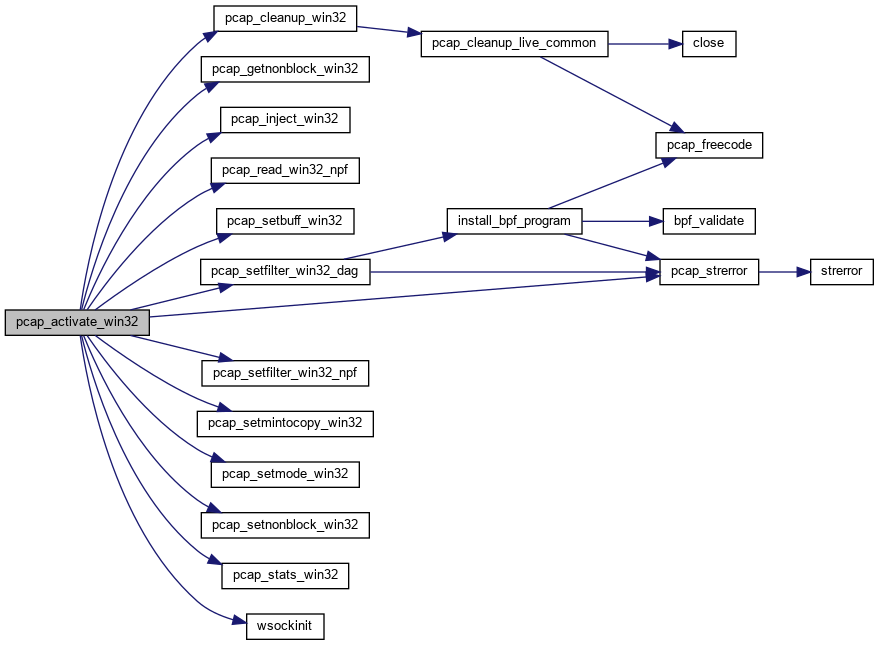 pcap_cleanup_win32
pcap_cleanup_live_common
close
pcap_getnonblock_win32
pcap_inject_win32
pcap_freecode
pcap_read_win32_npf
pcap_setbuff_win32
install_bpf_program
bpf_validate
pcap_setfilter_win32_dag
pcap_strerror
strerror
pcap_activate_win32
pcap_setfilter_win32_npf
pcap_setmintocopy_win32
pcap_setmode_win32
pcap_setnonblock_win32
pcap_stats_win32
wsockinit